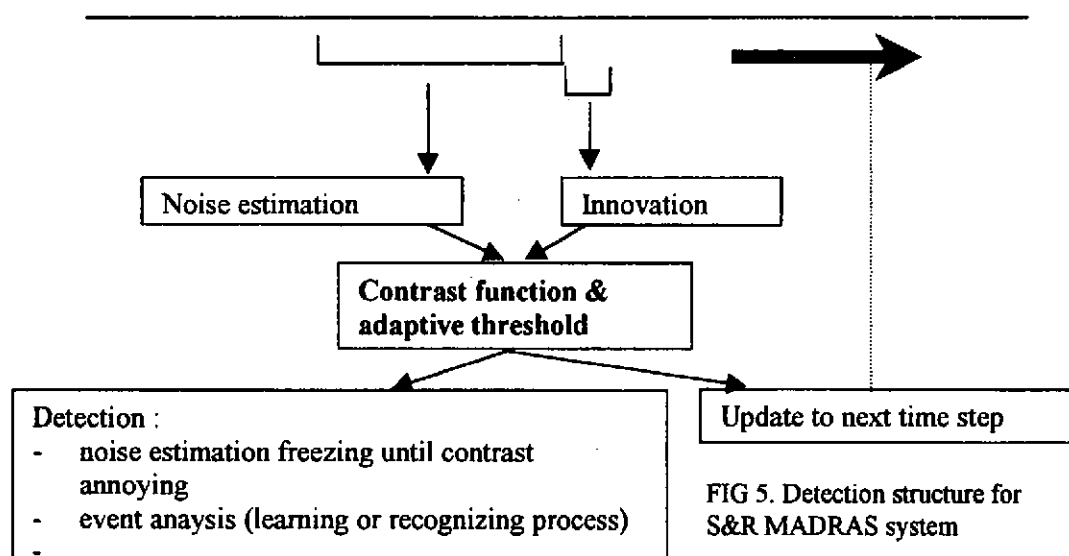 Noise estimation
Innovation
Contrast function &
adaptive threshold
Detection :
- noise estimation freezing until contrast
annoying
- event anaysis (learning or recognizing process)
-
Update to next time step
FIG 5. Detection structure for
S&R MADRAS system